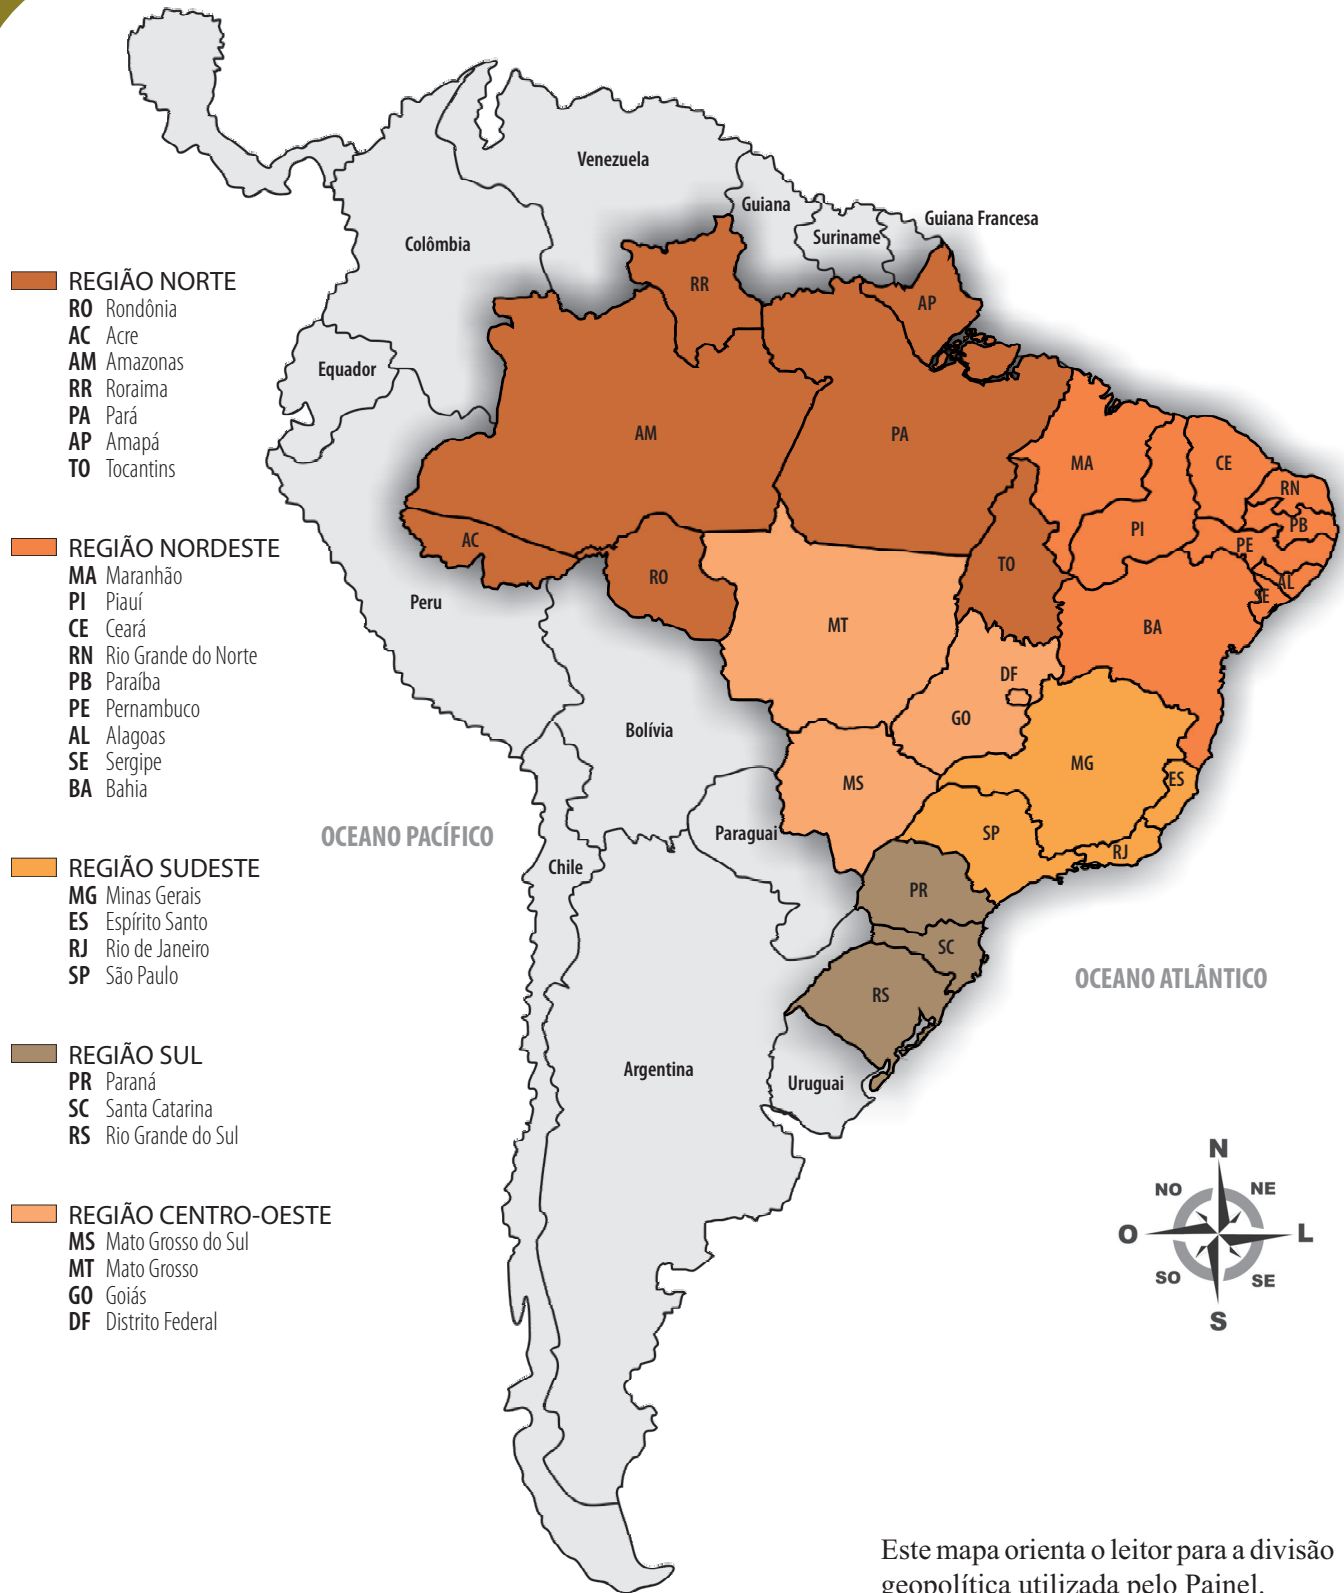 Venezuela
Guiana
Guiana Francesa
Suriname
Colômbia
Equador
Peru
Bolívia
Paraguai
Chile
Argentina
Uruguai
OCEANO PACÍFICO
OCEANO ATLÂNTICO
RR
AP
AM
PA
MA
CE
RN
PB
PI
PE
AL
SE
AC
RO
TO
BA
MT
DF
GO
MG
ES
MS
SP
RJ
PR
SC
RS
REGIÃO NORTE
RO Rondônia
AC Acre
AM Amazonas
RR Roraima
PA Pará
AP Amapá
TO Tocantins
REGIÃO NORDESTE
MA Maranhão
PI Piauí
CE Ceará
RN Rio Grande do Norte
PB Paraíba
PE Pernambuco
AL Alagoas
SE Sergipe
BA Bahia
REGIÃO SUDESTE
MG Minas Gerais
ES Espírito Santo
RJ Rio de Janeiro
SP São Paulo
REGIÃO SUL
PR Paraná
SC Santa Catarina
RS Rio Grande do Sul
REGIÃO CENTRO-OESTE
MS Mato Grosso do Sul
MT Mato Grosso
GO Goiás
DF Distrito Federal
N
NO
NE
O
L
SO
SE
S
Este mapa orienta o leitor para a divisão
geopolítica utilizada pelo Painel.